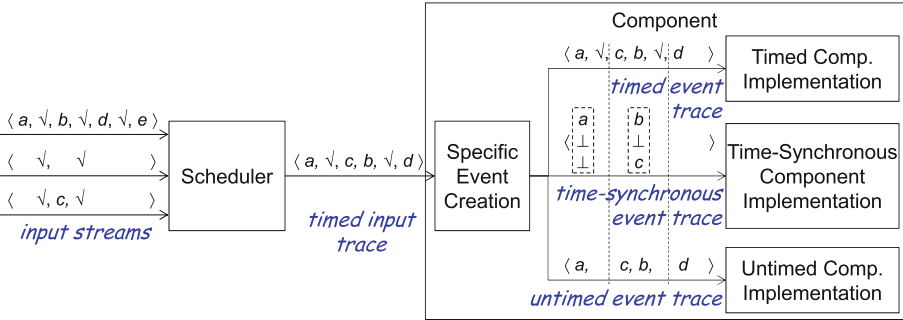 Component
⟨ a, √, b, √, d, √, e ⟩
⟨ √, √ ⟩
⟨ √, c, √ ⟩
input streams
Scheduler
⟨ a, √, c, b, √, d ⟩
timed input
trace
Specific
Event
Creation
⟨ a, √, c, b, √, d ⟩
timed event
trace
Timed Comp.
Implementation
a b
⟨ ⊥ ⊥ ⟩
⊥ c
time-synchronous
event trace
Time-Synchronous
Component
Implementation
⟨ a, c, b, d ⟩
untimed event trace
Untimed Comp.
Implementation